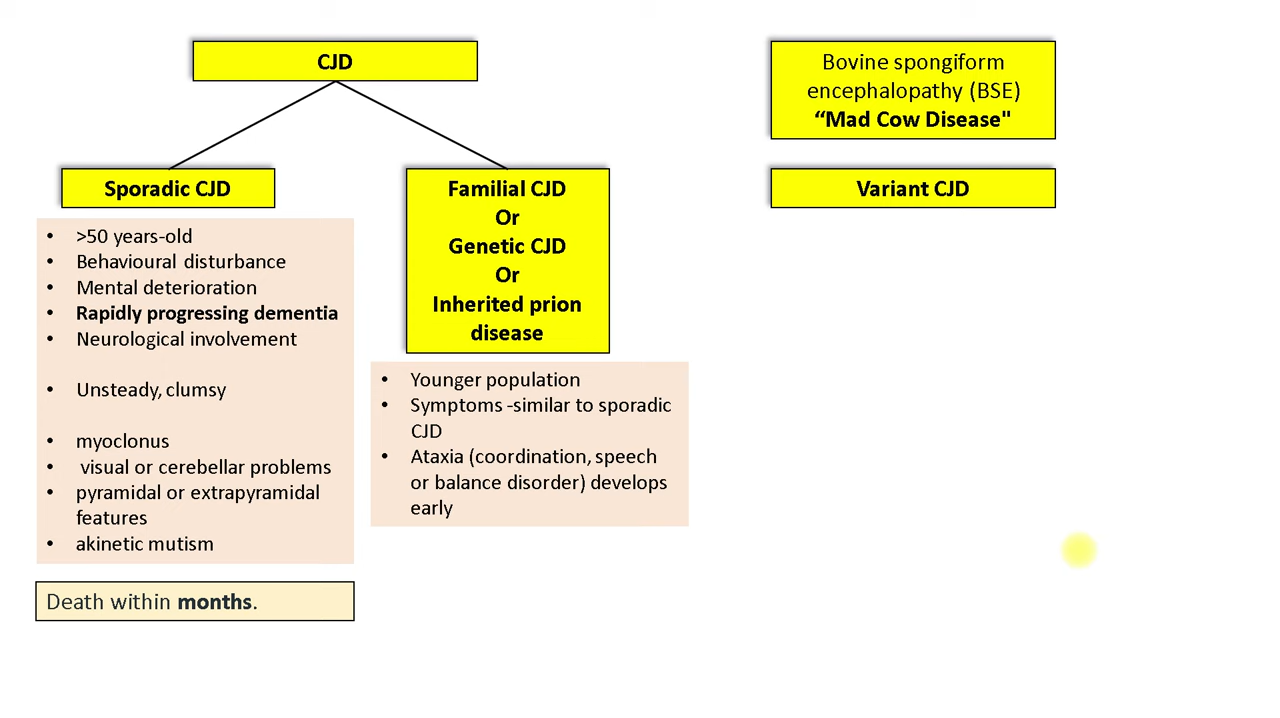 CJD
Sporadic CJD
• >50 years-old
• Behavioural disturbance
• Mental deterioration
• Rapidly progressing dementia
• Neurological involvement
• Unsteady, clumsy
• myoclonus
• visual or cerebellar problems
• pyramidal or extrapyramidal
features
• akinetic mutism
Death within months.
Familial CJD
Or
Genetic CJD
Or
Inherited prion
disease
• Younger population
• Symptoms -similar to sporadic
CJD
• Ataxia (coordination, speech
or balance disorder) develops
early
Bovine spongiform
encephalopathy (BSE)
“Mad Cow Disease"
Variant CJD